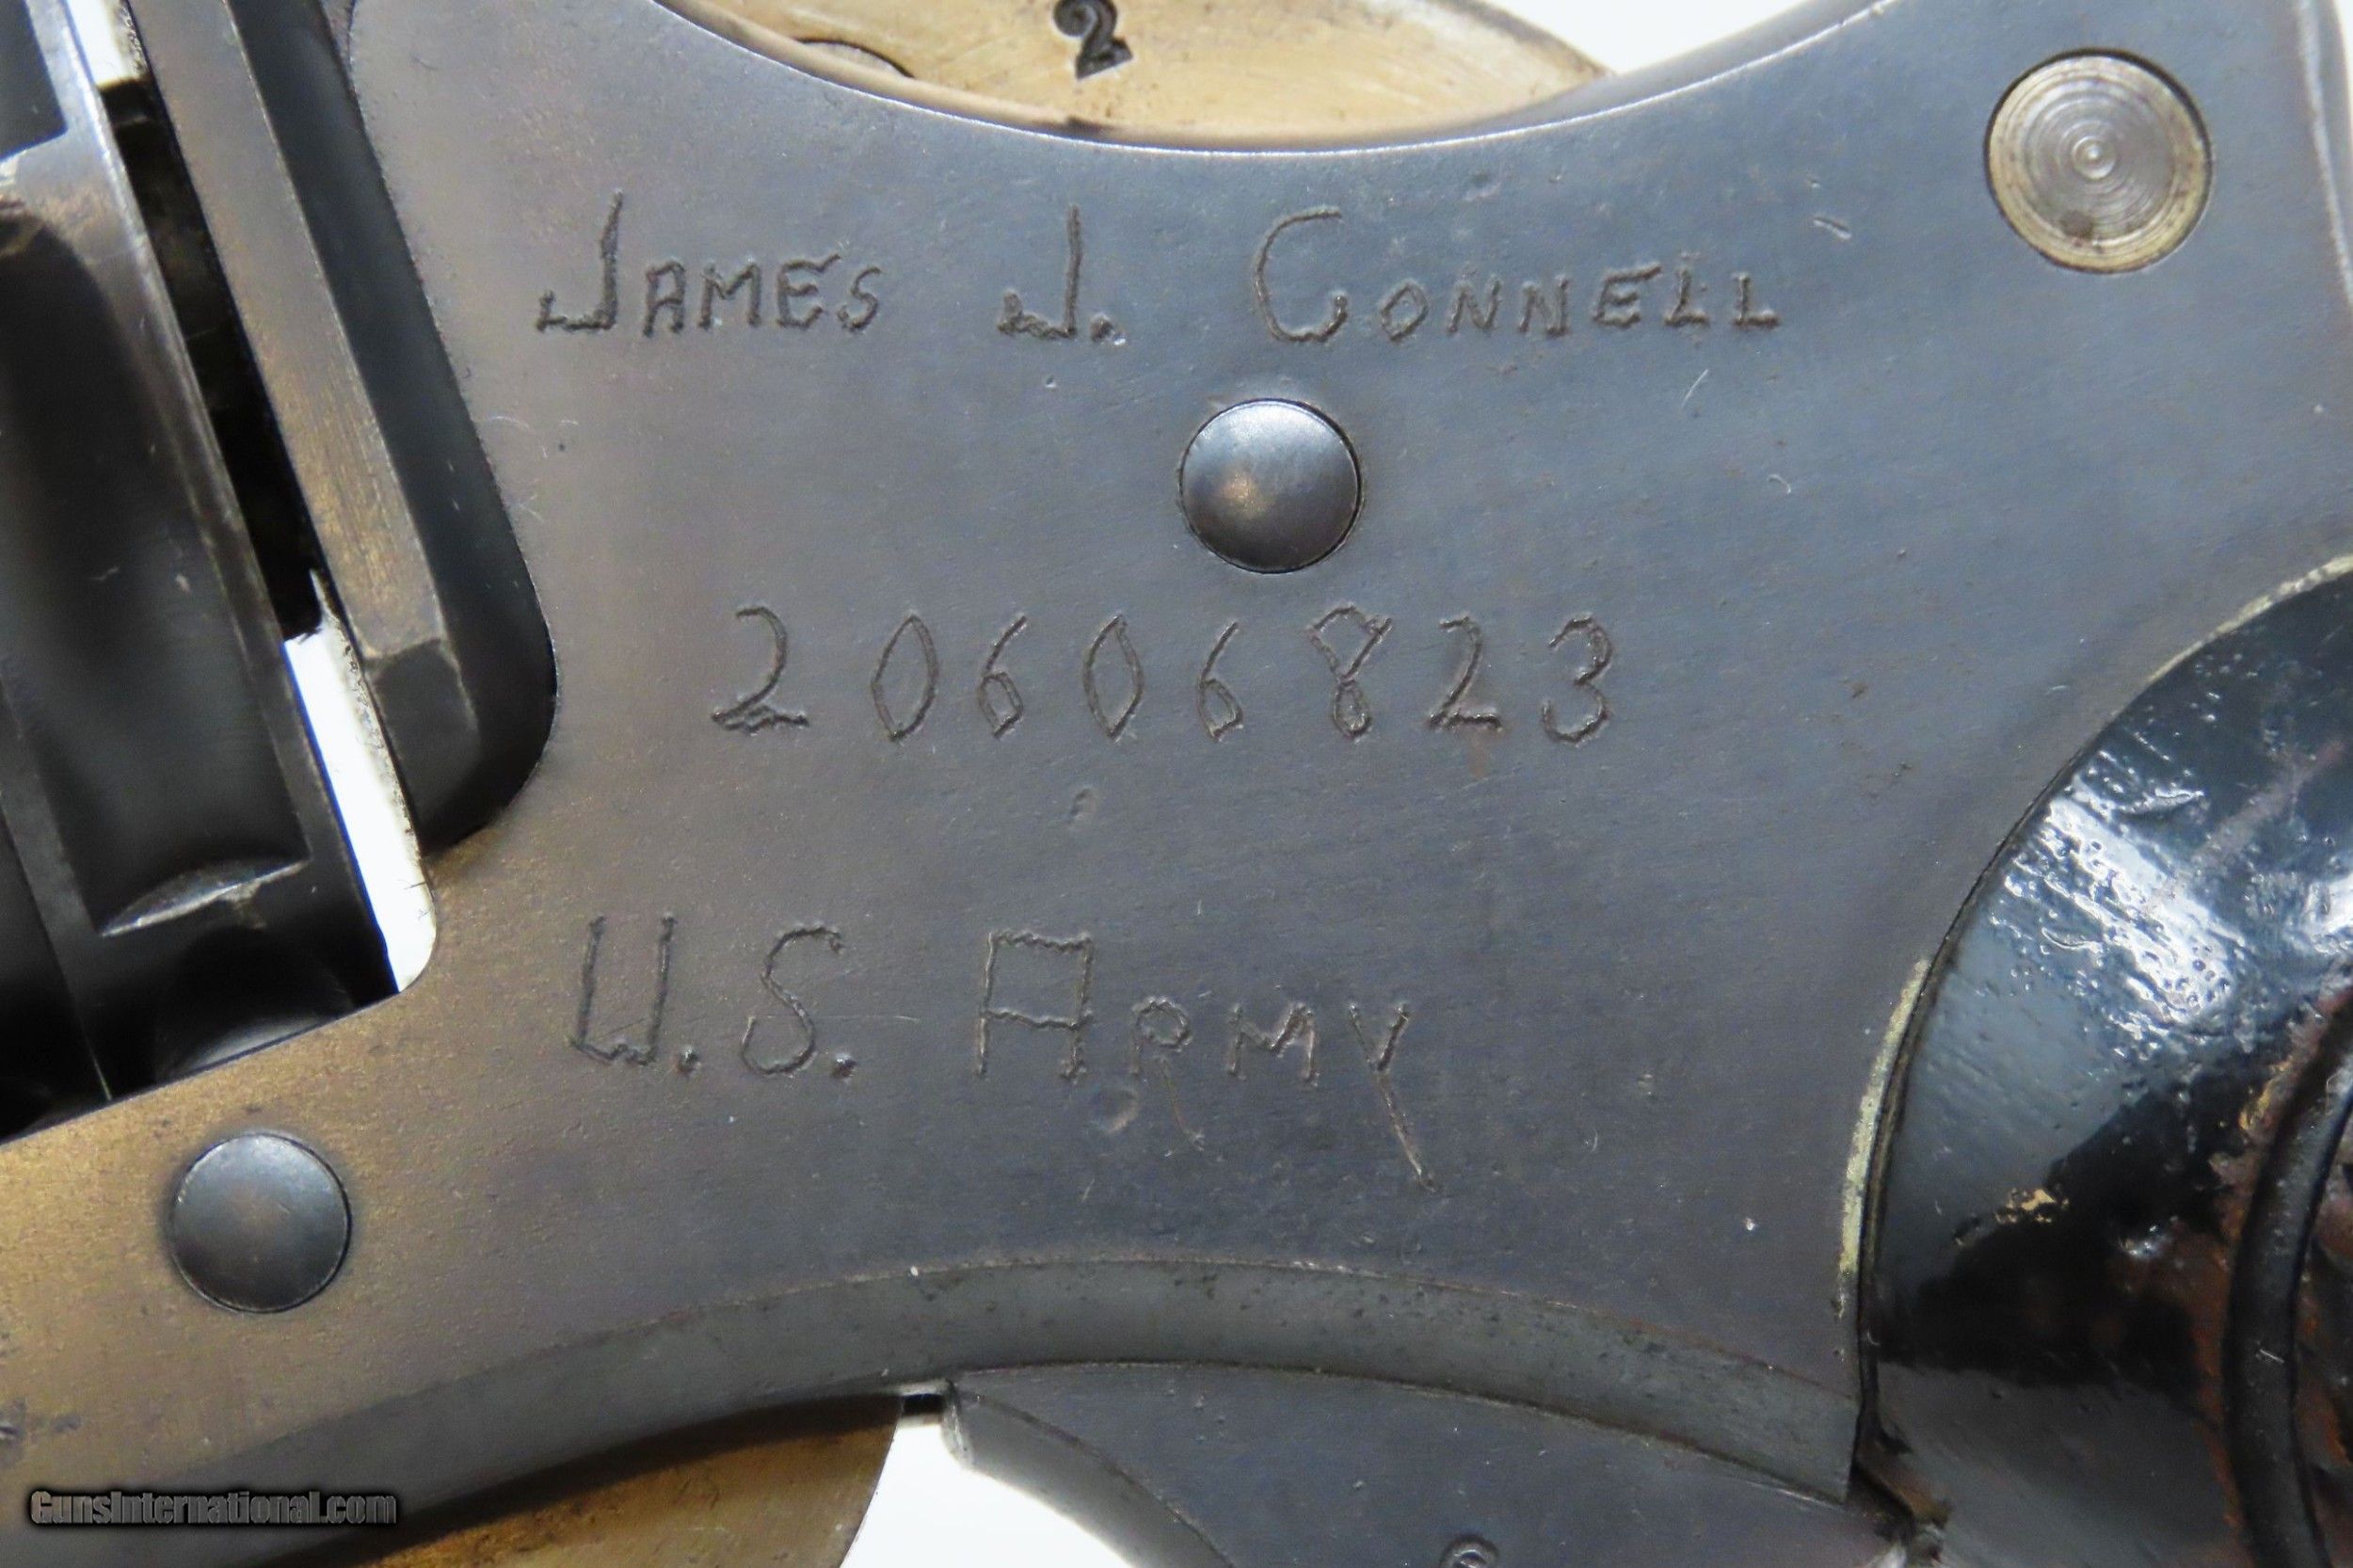 2
JAMES J. CONNELL
20606823
U.S. ARMY
GunsInternational.com